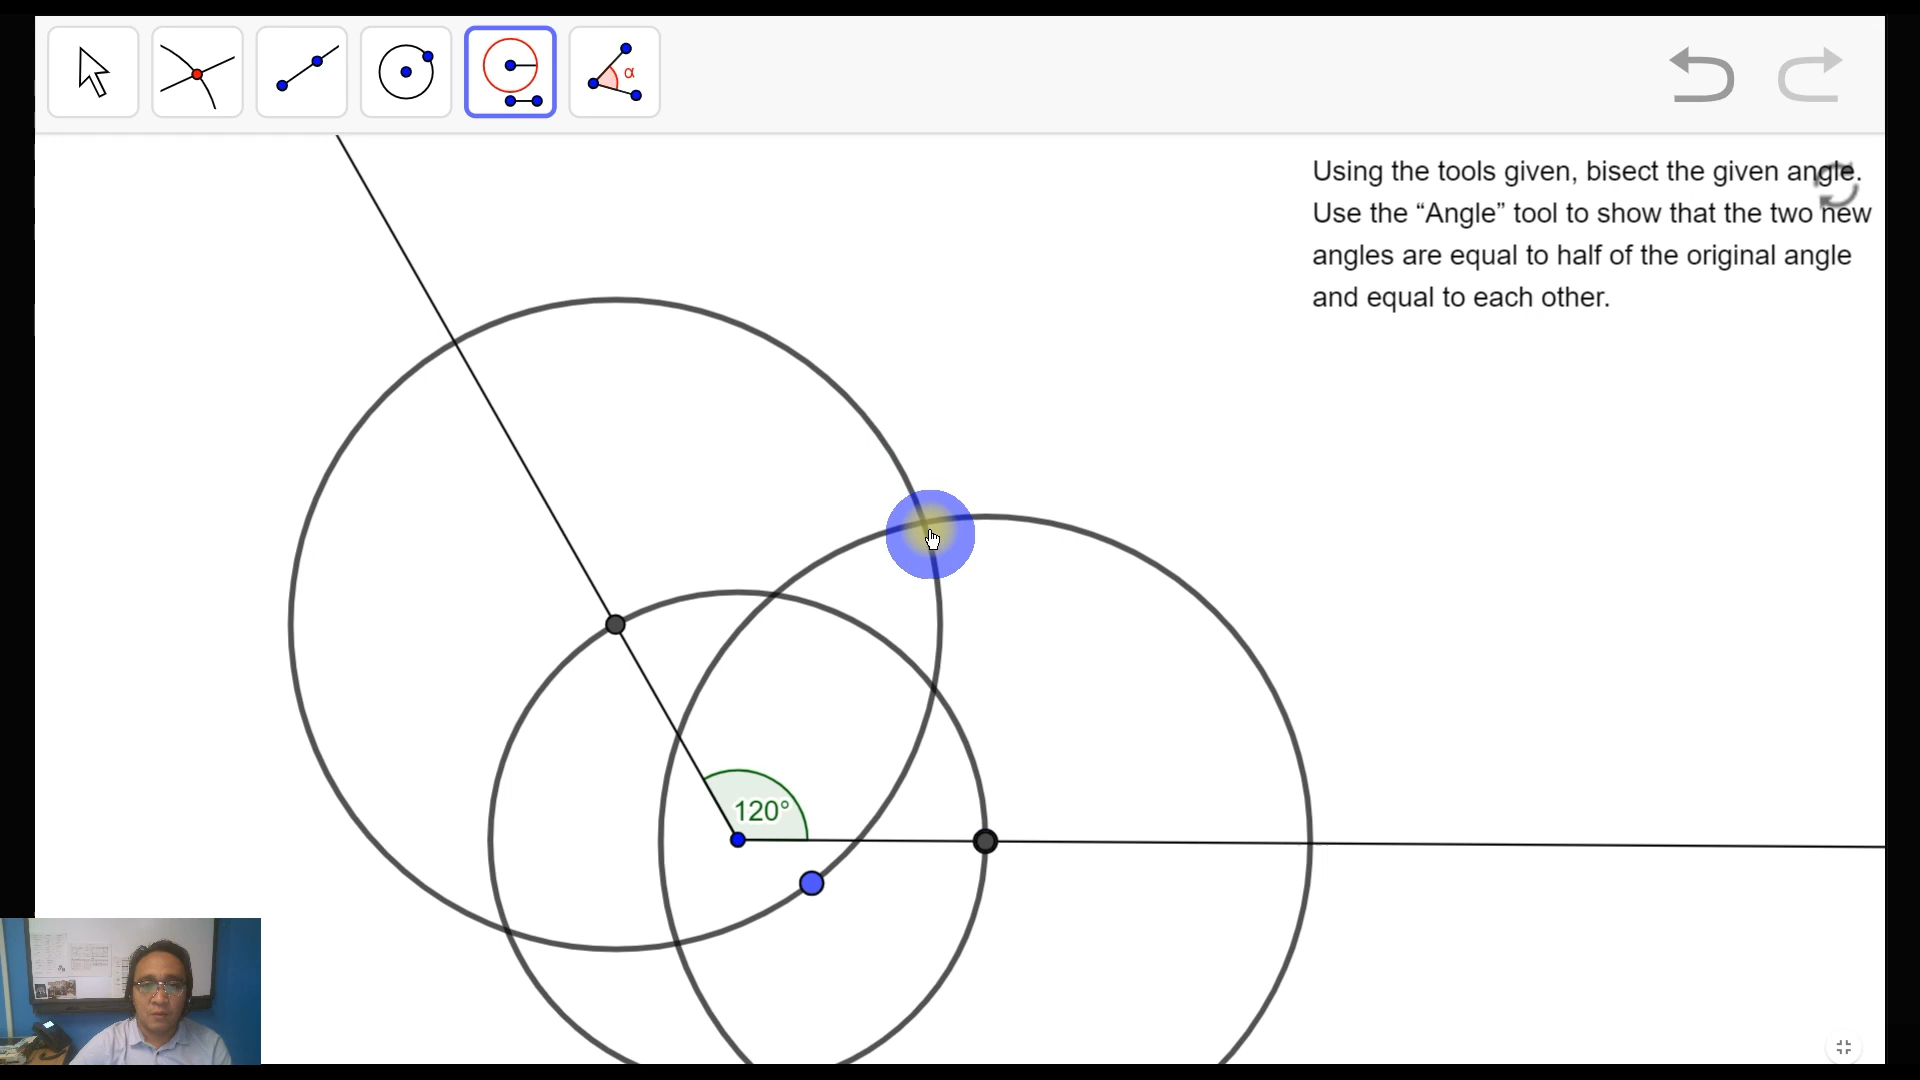 α
Using the tools given, bisect the given angle.
Use the “Angle” tool to show that the two new
angles are equal to half of the original angle
and equal to each other.
120°